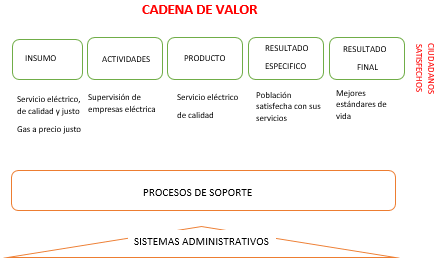 CADENA DE VALOR
INSUMO
ACTIVIDADES
PRODUCTO
RESULTADO
ESPECIFICO
RESULTADO
FINAL
CIUDADANOS
SATISFECHOS
Servicio eléctrico,
de calidad y justo
Gas a precio justo
Supervisión de
empresas eléctrica
Servicio eléctrico
de calidad
Población
satisfecha con sus
servicios
Mejores
estándares de
vida
PROCESOS DE SOPORTE
SISTEMAS ADMINISTRATIVOS